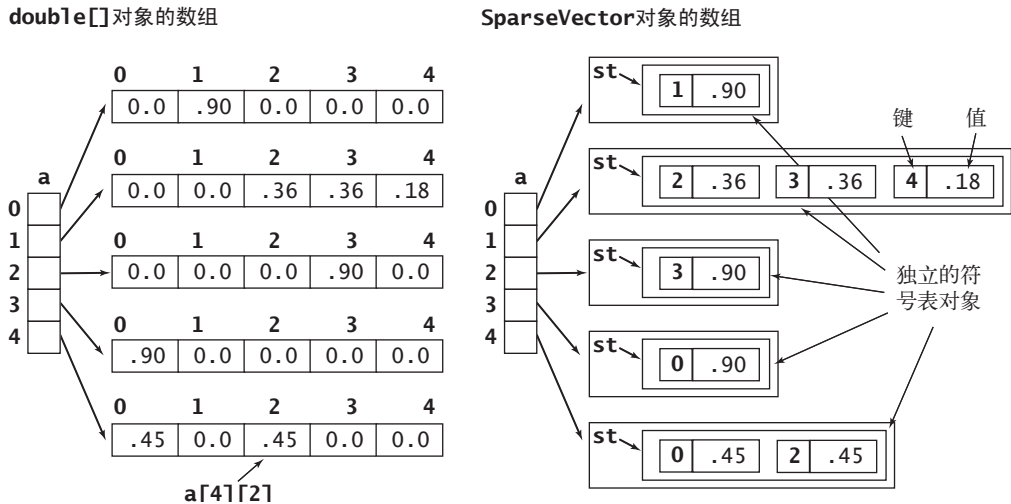 double[]对象的数组
0 1 2 3 4
0.0 .90 0.0 0.0 0.0
0 1 2 3 4
0.0 0.0 .36 .36 .18
a
0
1
2
3
4
0 1 2 3 4
0.0 0.0 0.0 .90 0.0
0 1 2 3 4
.90 0.0 0.0 0.0 0.0
0 1 2 3 4
.45 0.0 .45 0.0 0.0
a[4][2]
SparseVector对象的数组
st
1 .90
键 值
st
2 .36 3 .36 4 .18
a
0
1
2
3
4
st
3 .90
独立的符
号表对象
st
0 .90
st
0 .45 2 .45